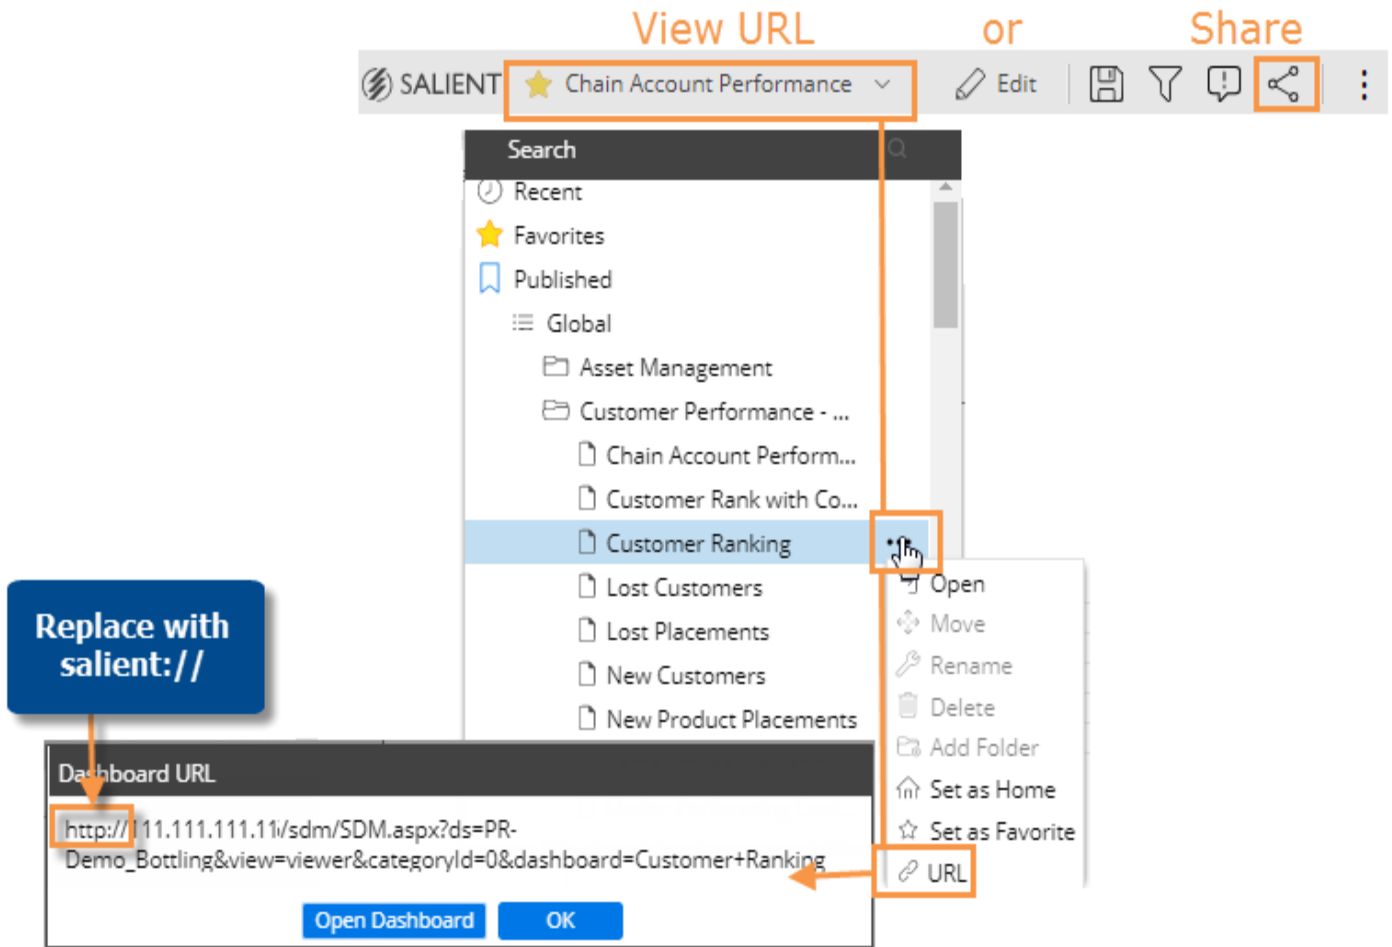 View URL or Share
SALIENT Chain Account Performance Edit
Search
Recent
Favorites
Published
Global
Asset Management
Customer Performance - ...
Chain Account Perform...
Customer Rank with Co...
Customer Ranking
Lost Customers
Lost Placements
New Customers
New Product Placements
Open
Move
Rename
Delete
Add Folder
Set as Home
Set as Favorite
URL
Replace with
salient://
Dashboard URL
http://111.111.111.11/sdm/SDM.aspx?ds=PR-
Demo_Bottling&view=viewer&categoryId=0&dashboard=Customer+Ranking
Open Dashboard OK